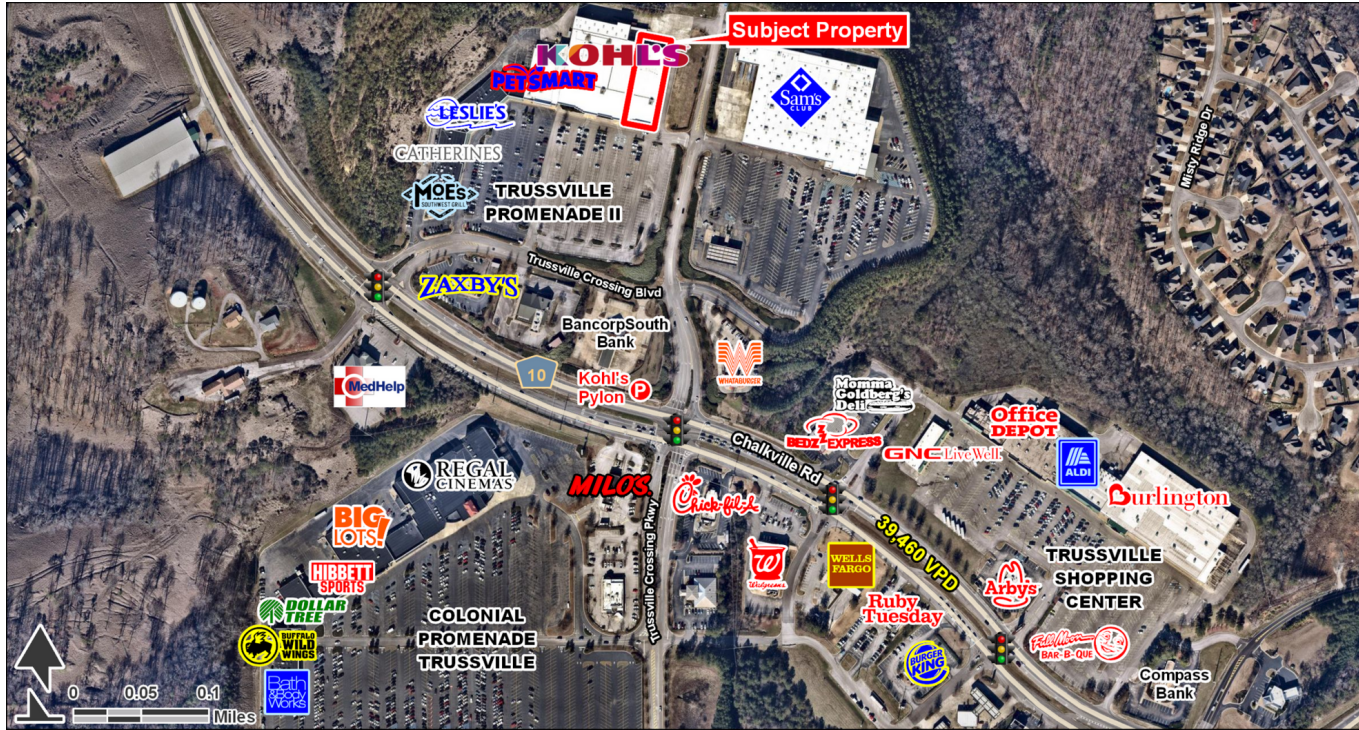 Subject Property
KOHL'S
PETSMART
Sam's
CLUB
LESLIE'S
CATHERINES
MOE's
SOUTHWEST GRILL
TRUSSVILLE
PROMENADE II
Misty Ridge Dr
ZAXBY'S
Trussville Crossing Blvd
BancorpSouth
Bank
WHATABURGER
10
Kohl's
Pylon
P
MedHelp
Momma
Goldberg's
Deli
BEDZZZ EXPRESS
Chalkville Rd
GNC LiveWell
Office
DEPOT
ALDI
Burlington
REGAL
CINEMAS
MILO'S.
Chick-fil-A
BIG
LOTS!
39,460 VPD
WELLS
FARGO
W
Walgreens
HIBBETT
SPORTS
DOLLAR
TREE
BUFFALO
WILD
WINGS
Bath
&Body
Works
COLONIAL
PROMENADE
TRUSSVILLE
Trussville Crossing Pkwy
Ruby
Tuesday
BURGER
KING
Arbys
TRUSSVILLE
SHOPPING
CENTER
Full Moon
BAR-B-QUE
Compass
Bank
0 0.05 0.1
Miles